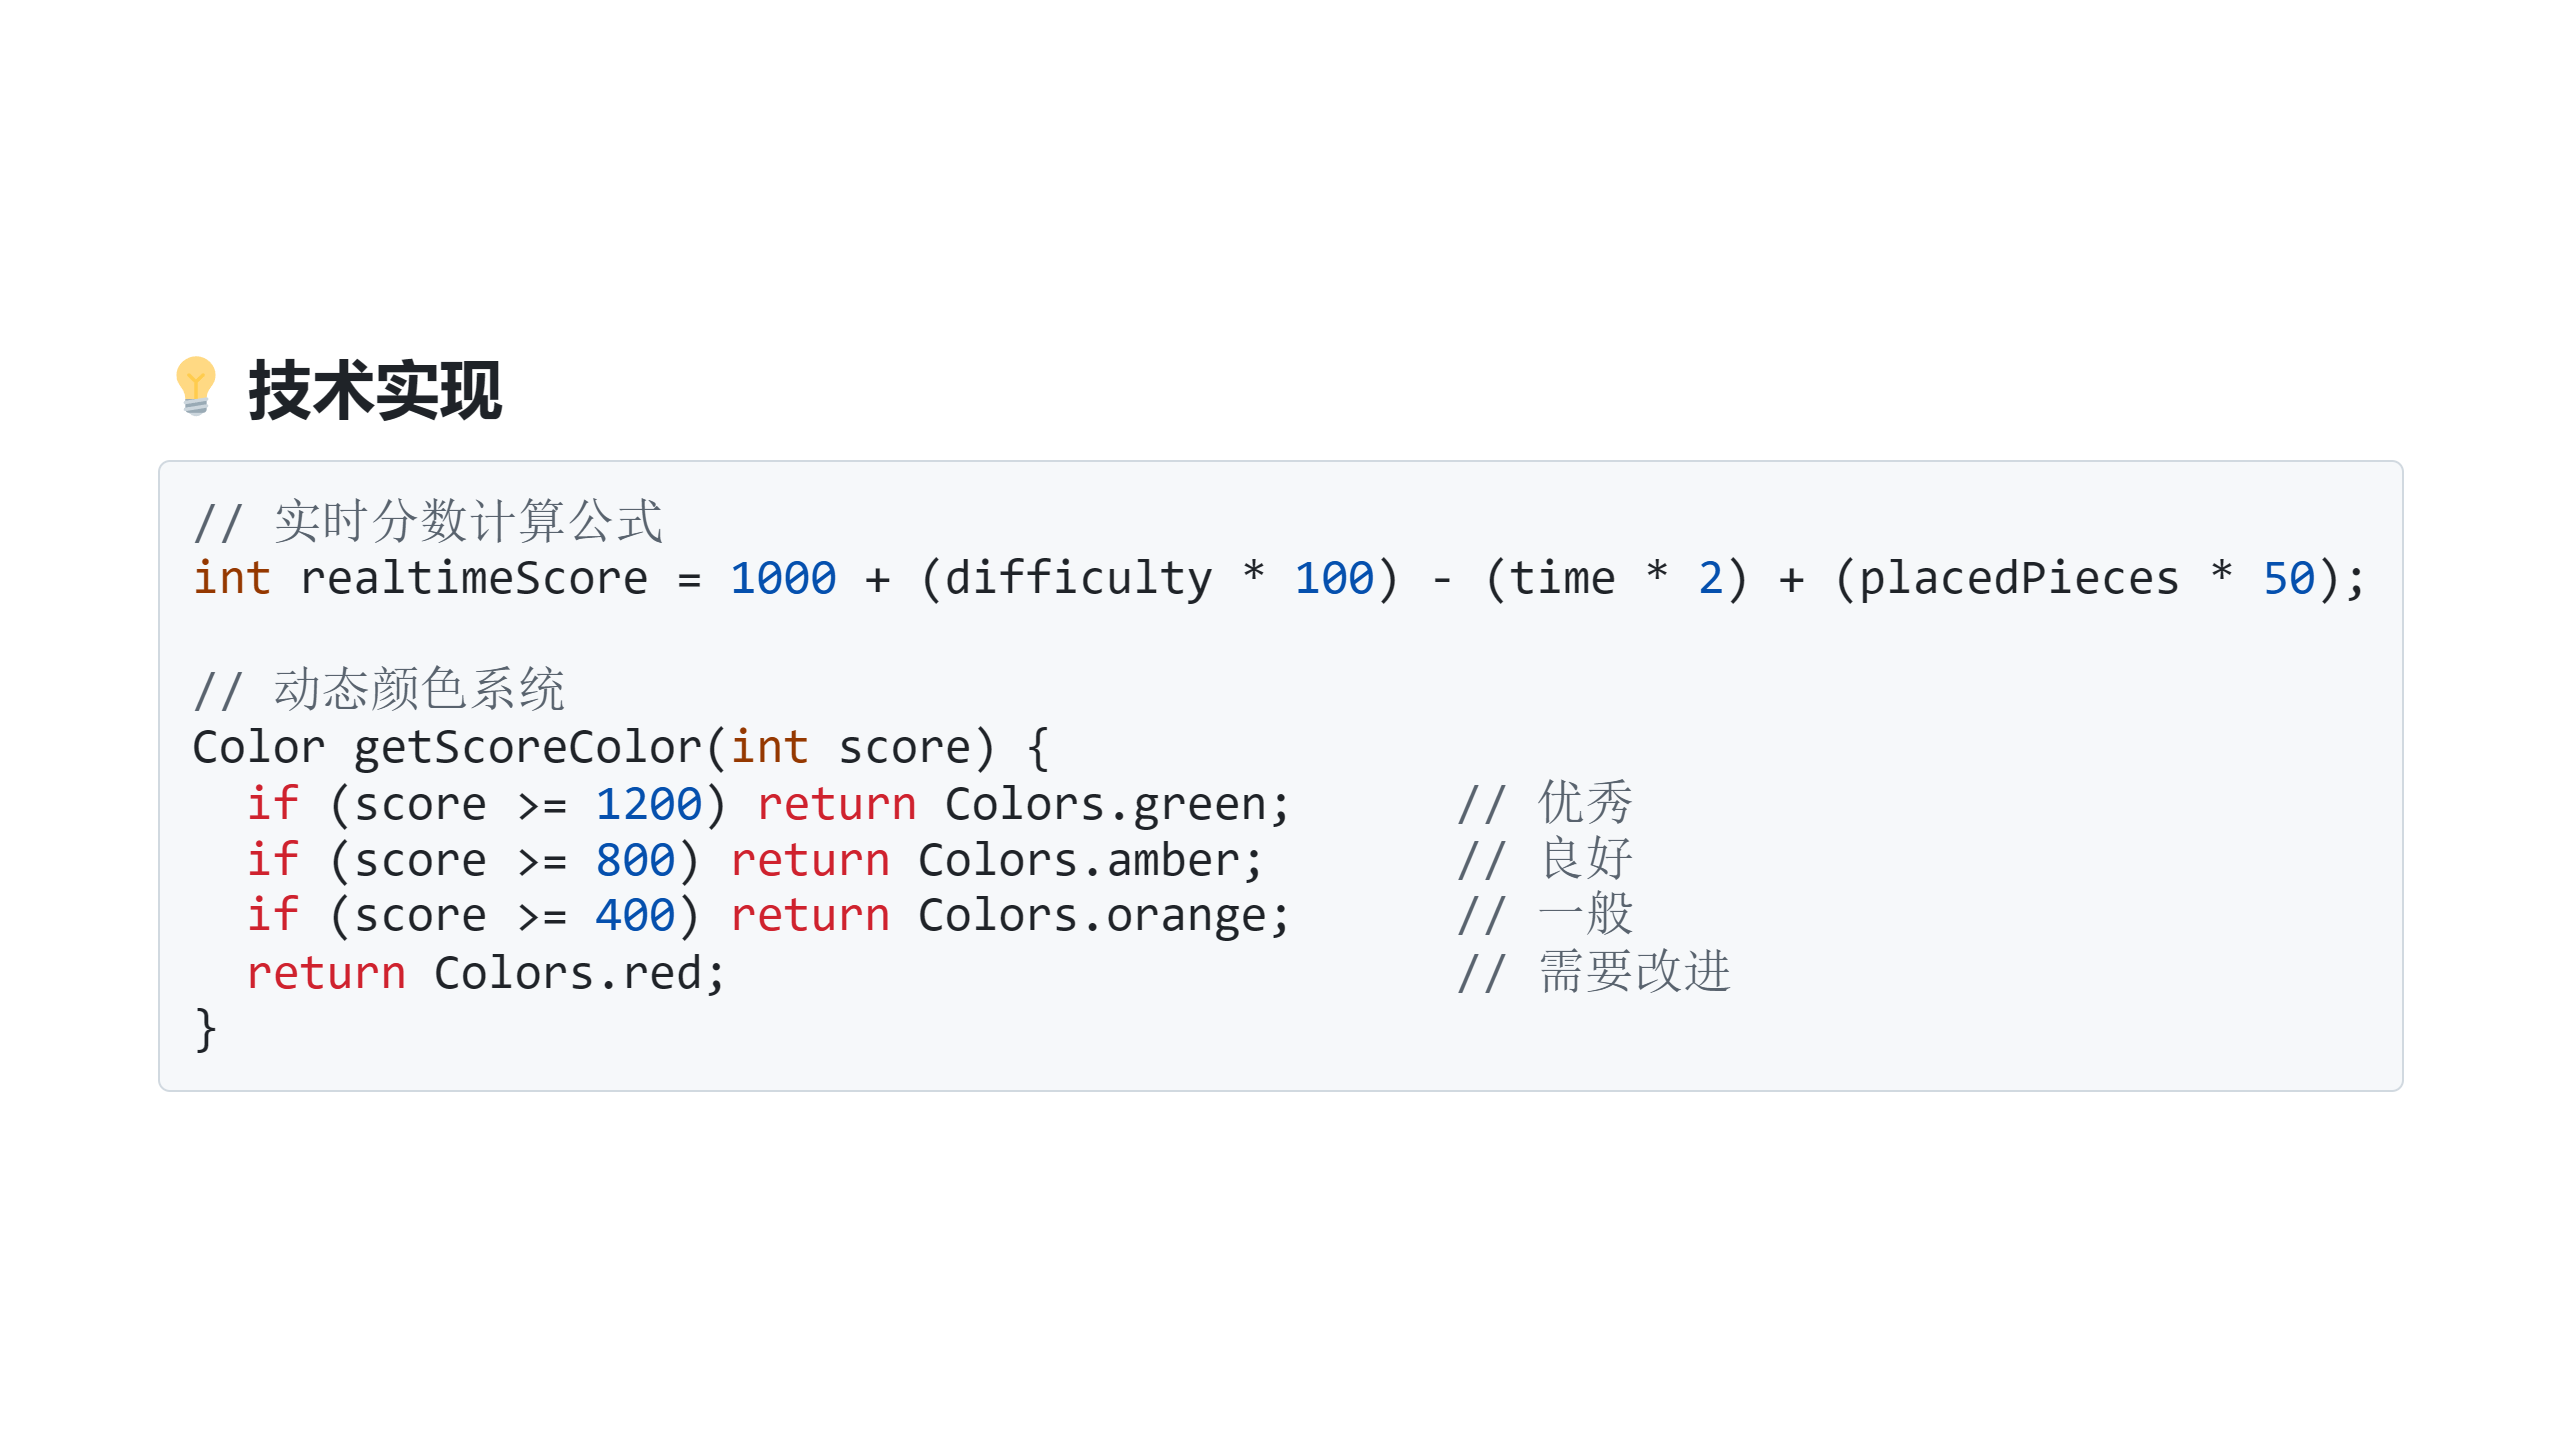 💡 技术实现
// 实时分数计算公式
int realtimeScore = 1000 + (difficulty * 100) - (time * 2) + (placedPieces * 50);
// 动态颜色系统
Color getScoreColor(int score) {
  if (score >= 1200) return Colors.green;      // 优秀
  if (score >= 800) return Colors.amber;       // 良好
  if (score >= 400) return Colors.orange;      // 一般
  return Colors.red;                           // 需要改进
}